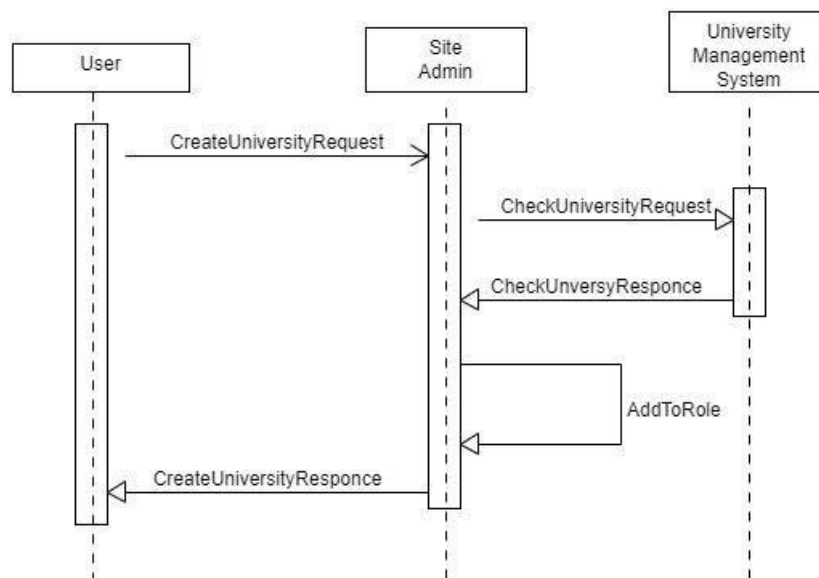 User
Site
Admin
University
Management
System
CreateUniversityRequest
CheckUniversityRequest
CheckUnversyResponce
AddToRole
CreateUniversityResponce